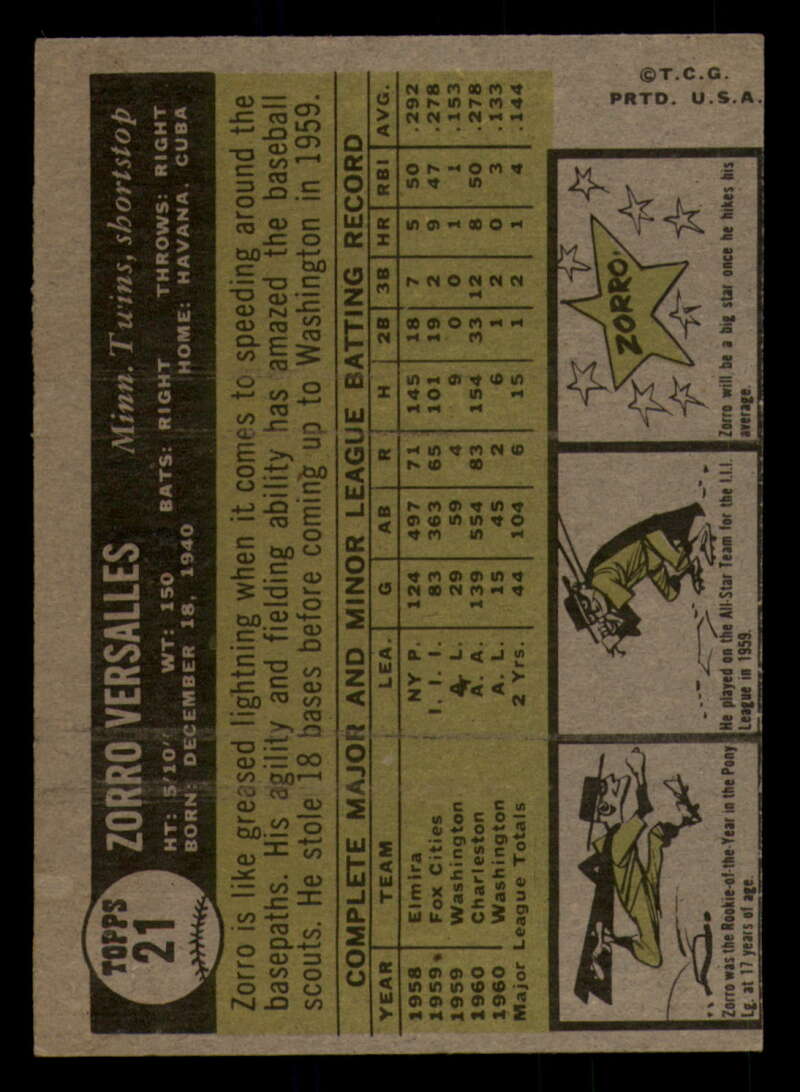 TOPPS
21
ZORRO VERSALLES Minn. Twins, shortstop
HT: 5'10" WT: 150 BATS: RIGHT THROWS: RIGHT
BORN: DECEMBER 18, 1940 HOME: HAVANA, CUBA
Zorro is like greased lightning when it comes to speeding around the
basepaths. His agility and fielding ability has amazed the baseball
scouts. He stole 18 bases before coming up to Washington in 1959.
COMPLETE MAJOR AND MINOR LEAGUE BATTING RECORD
YEAR TEAM LEA. G AB R H 2B 3B HR RBI AVG.
1958 Elmira NY P. 124 497 71 145 18 7 5 50 .292
1959 Fox Cities I. I. I. 83 363 65 101 19 2 9 47 .278
1959 Washington A. L. 29 59 4 9 0 0 1 1 .153
1960 Charleston A. A. 139 554 83 154 33 12 8 50 .278
1960 Washington A. L. 15 45 2 6 1 2 0 3 .133
Major League Totals 2 Yrs. 44 104 6 15 1 2 1 4 .144
Zorro was the Rookie-of-the-Year in the Pony
Lg. at 17 years of age.
He played on the All-Star Team for the I.I.I.
League in 1959.
ZORRO
Zorro will be a big star once he hikes his
average.
©T.C.G.
PRTD. U.S.A.